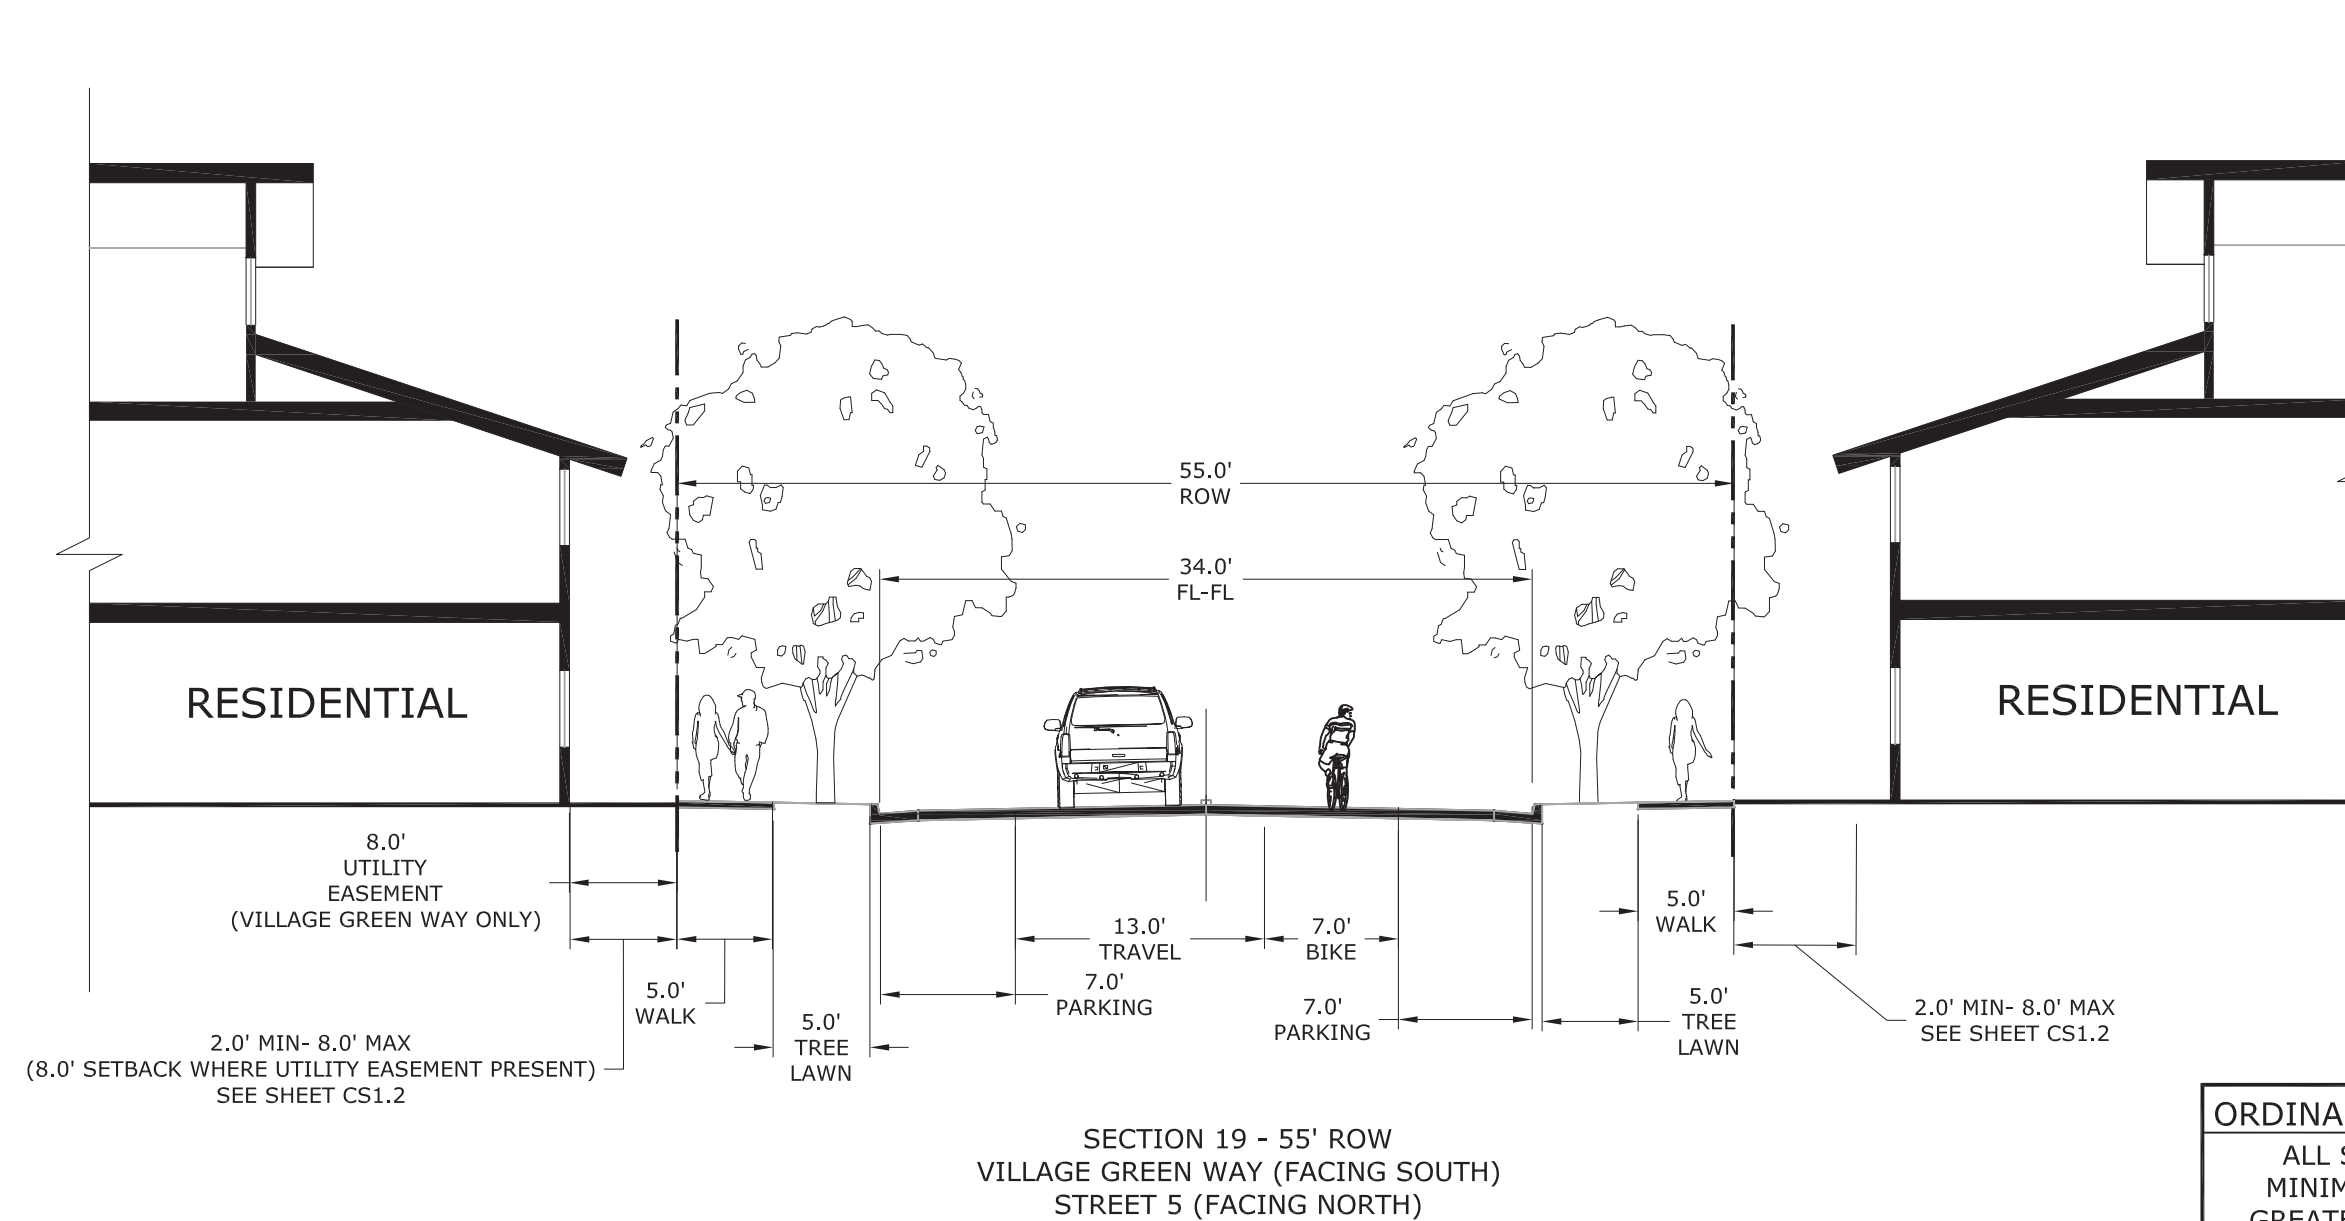 55.0'
ROW
34.0'
FL-FL
RESIDENTIAL
RESIDENTIAL
8.0'
UTILITY
EASEMENT
(VILLAGE GREEN WAY ONLY)
5.0'
WALK
13.0'
TRAVEL
7.0'
BIKE
7.0'
PARKING
7.0'
PARKING
5.0'
WALK
5.0'
TREE
LAWN
5.0'
TREE
LAWN
2.0' MIN- 8.0' MAX
(8.0' SETBACK WHERE UTILITY EASEMENT PRESENT)
SEE SHEET CS1.2
2.0' MIN- 8.0' MAX
SEE SHEET CS1.2
SECTION 19 - 55' ROW
VILLAGE GREEN WAY (FACING SOUTH)
STREET 5 (FACING NORTH)
ALL